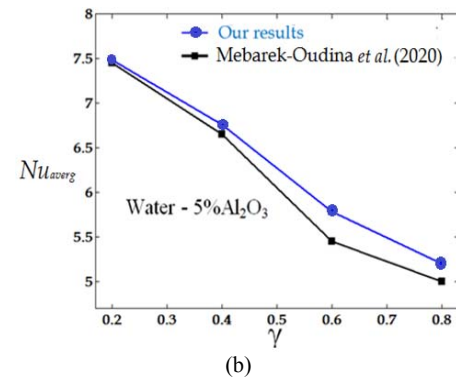 8
Our results
Mebarek-Oudina et al. (2020)
7.5
7
6.5
Nuaverg
6
Water - 5%Al₂O₃
5.5
5
0.2 0.3 0.4 0.5 0.6 0.7 0.8
γ
(b)